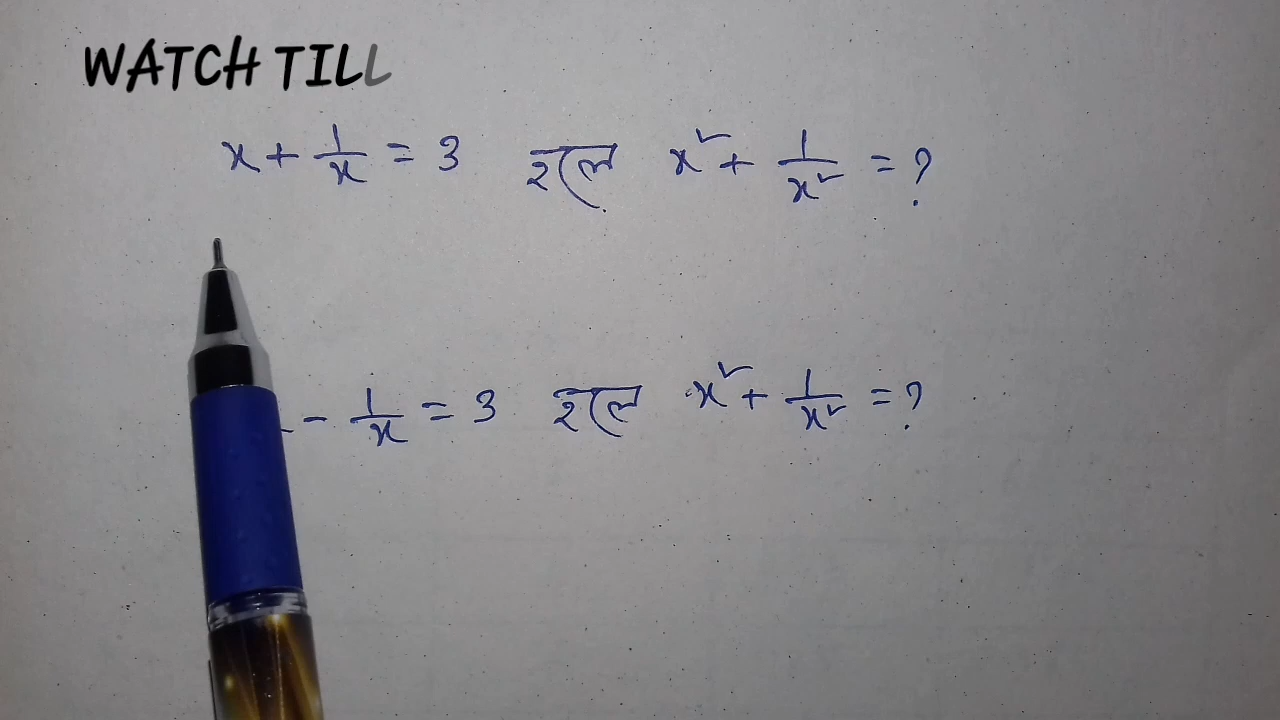 WATCH TILL
x + 1/x = 3 হলে x² + 1/x² = ?
- 1/x = 3 হলে x² + 1/x² = ?